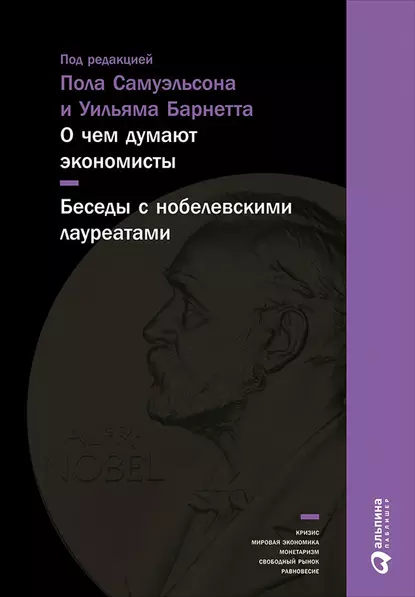 Под редакцией
Пола Самуэльсона
и Уильяма Барнетта
О чем думают
экономисты
Беседы с нобелевскими
лауреатами
NOBEL
КРИЗИС
МИРОВАЯ ЭКОНОМИКА
МОНЕТАРИЗМ
СВОБОДНЫЙ РЫНОК
РАВНОВЕСИЕ
альпина
ПАБЛИШЕР